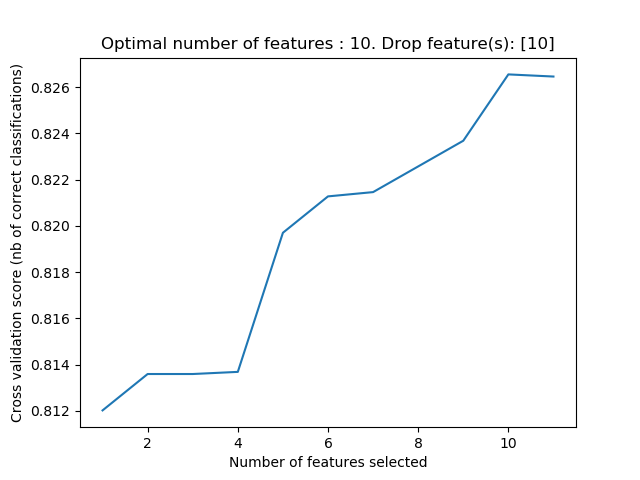 Optimal number of features : 10. Drop feature(s): [10]
Cross validation score (nb of correct classifications)
0.826
0.824
0.822
0.820
0.818
0.816
0.814
0.812
2 4 6 8 10
Number of features selected